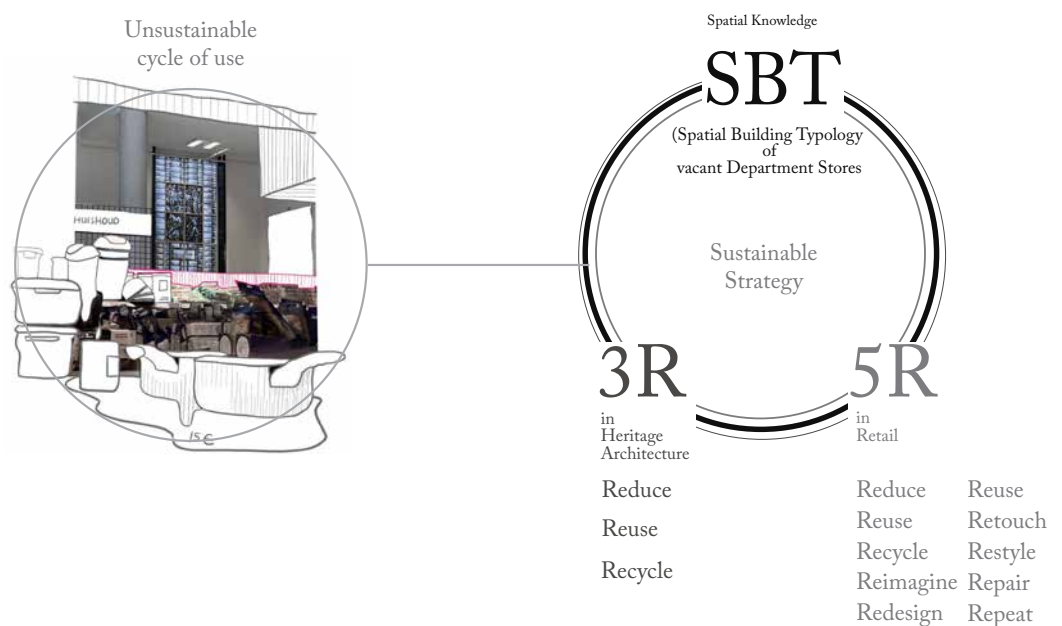 Unsustainable
cycle of use
HUISHOUD
15€
Spatial Knowledge
SBT
(Spatial Building Typology
of
vacant Department Stores
Sustainable
Strategy
3R
in
Heritage
Architecture
Reduce
Reuse
Recycle
5R
in
Retail
Reduce Reuse
Reuse Retouch
Recycle Restyle
Reimagine Repair
Redesign Repeat